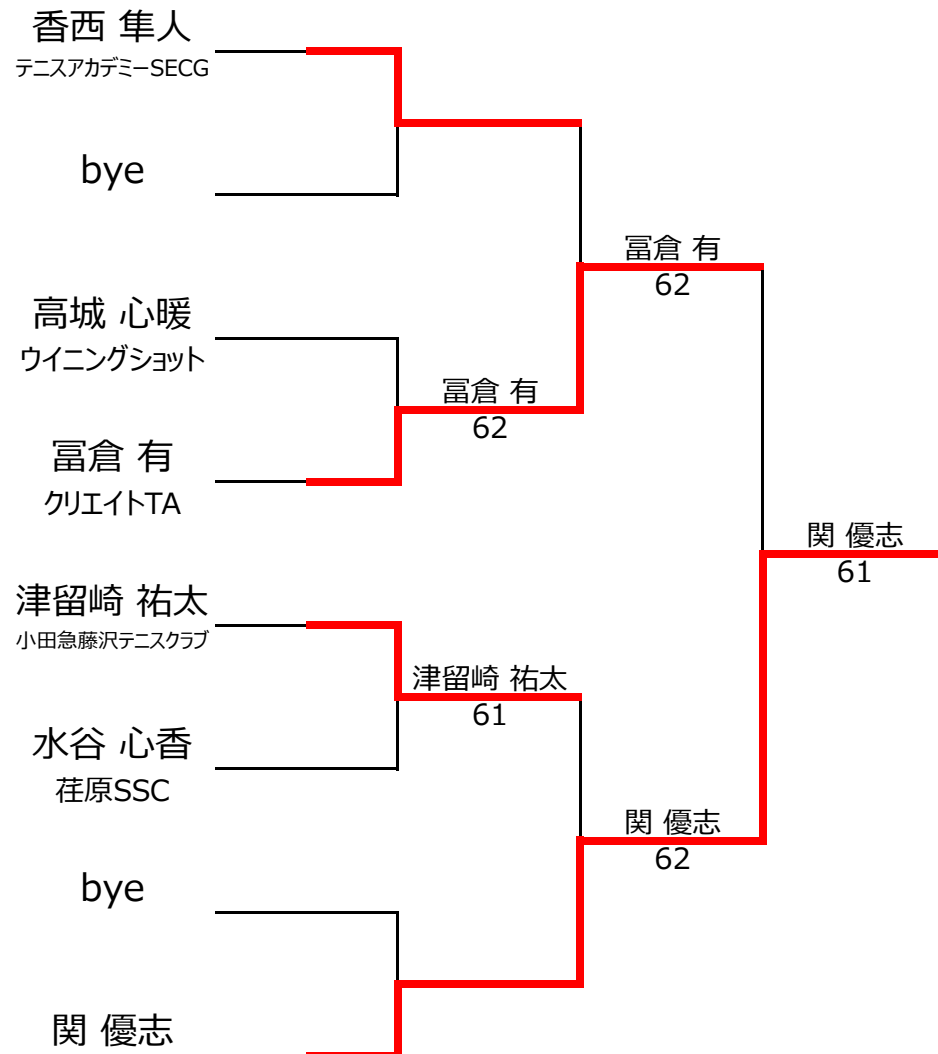 香西 隼人
テニスアカデミーSECG
bye
冨倉 有
62
高城 心暖
ウイニングショット
冨倉 有
62
冨倉 有
クリエイトTA
関 優志
61
津留崎 祐太
小田急藤沢テニスクラブ
津留崎 祐太
61
水谷 心香
荏原SSC
関 優志
62
bye
関 優志